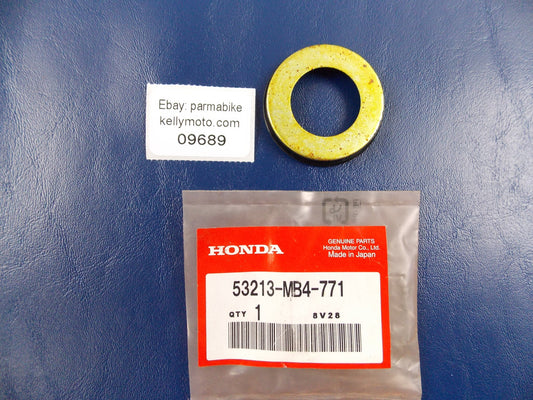 Ebay: parmabike
kellymoto.com
09689
HONDA
GENUINE PARTS
Honda Motor Co., Ltd.
Made in Japan
53213-MB4-771
QTY 1 8V28